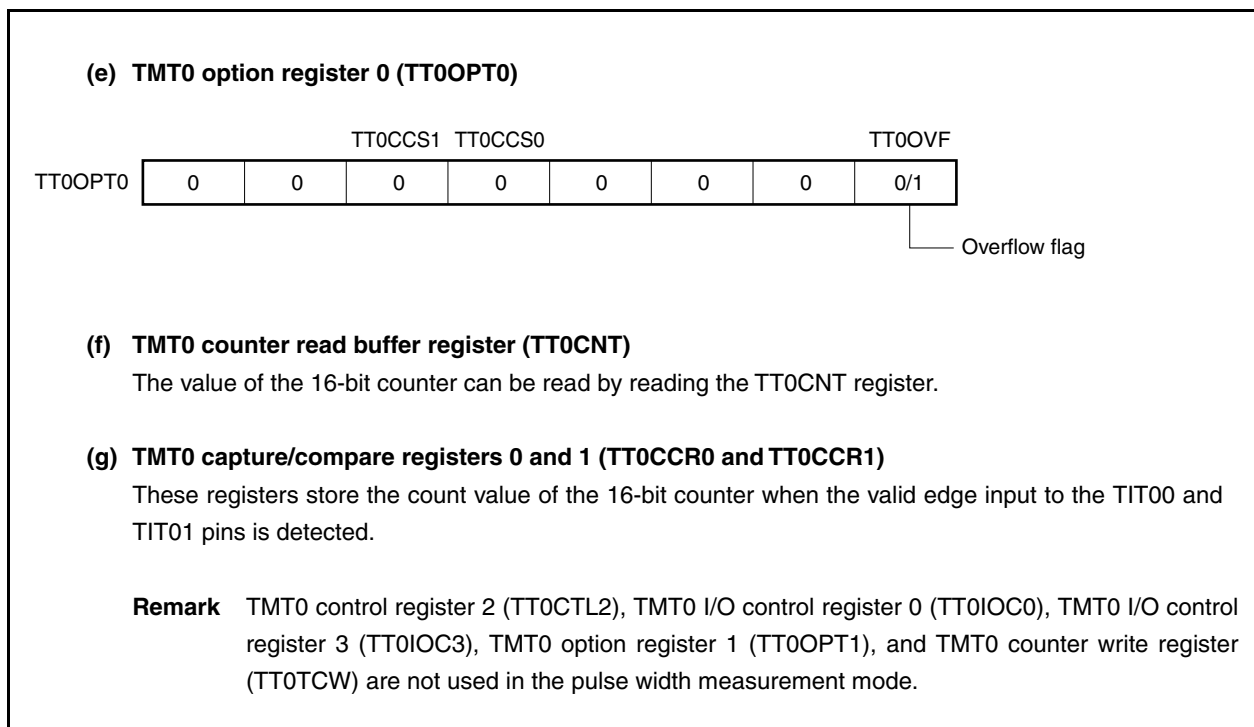 (e) TMT0 option register 0 (TT0OPT0)
TT0CCS1 TT0CCS0 TT0OVF
TT0OPT0 0 0 0 0 0 0 0 0/1
Overflow flag
(f) TMT0 counter read buffer register (TT0CNT)
The value of the 16-bit counter can be read by reading the TT0CNT register.
(g) TMT0 capture/compare registers 0 and 1 (TT0CCR0 and TT0CCR1)
These registers store the count value of the 16-bit counter when the valid edge input to the TIT00 and
TIT01 pins is detected.
Remark TMT0 control register 2 (TT0CTL2), TMT0 I/O control register 0 (TT0IOC0), TMT0 I/O control
register 3 (TT0IOC3), TMT0 option register 1 (TT0OPT1), and TMT0 counter write register
(TT0TCW) are not used in the pulse width measurement mode.